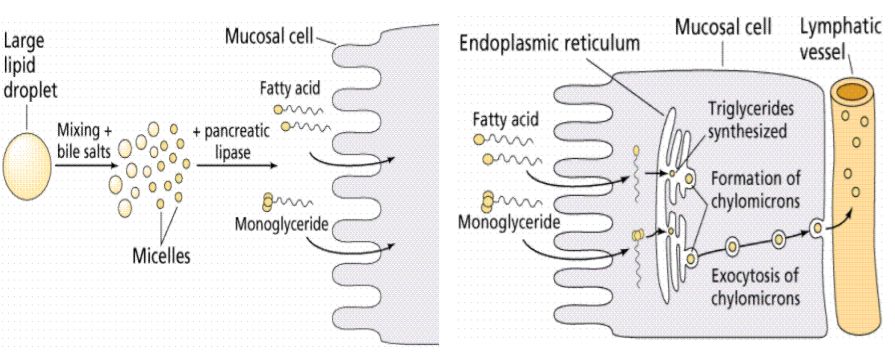 Large
lipid
droplet
Mixing +
bile salts
Micelles
+ pancreatic
lipase
Mucosal cell
Fatty acid
Monoglyceride
Endoplasmic reticulum
Mucosal cell
Lymphatic
vessel
Fatty acid
Monoglyceride
Triglycerides
synthesized
Formation of
chylomicrons
Exocytosis of
chylomicrons